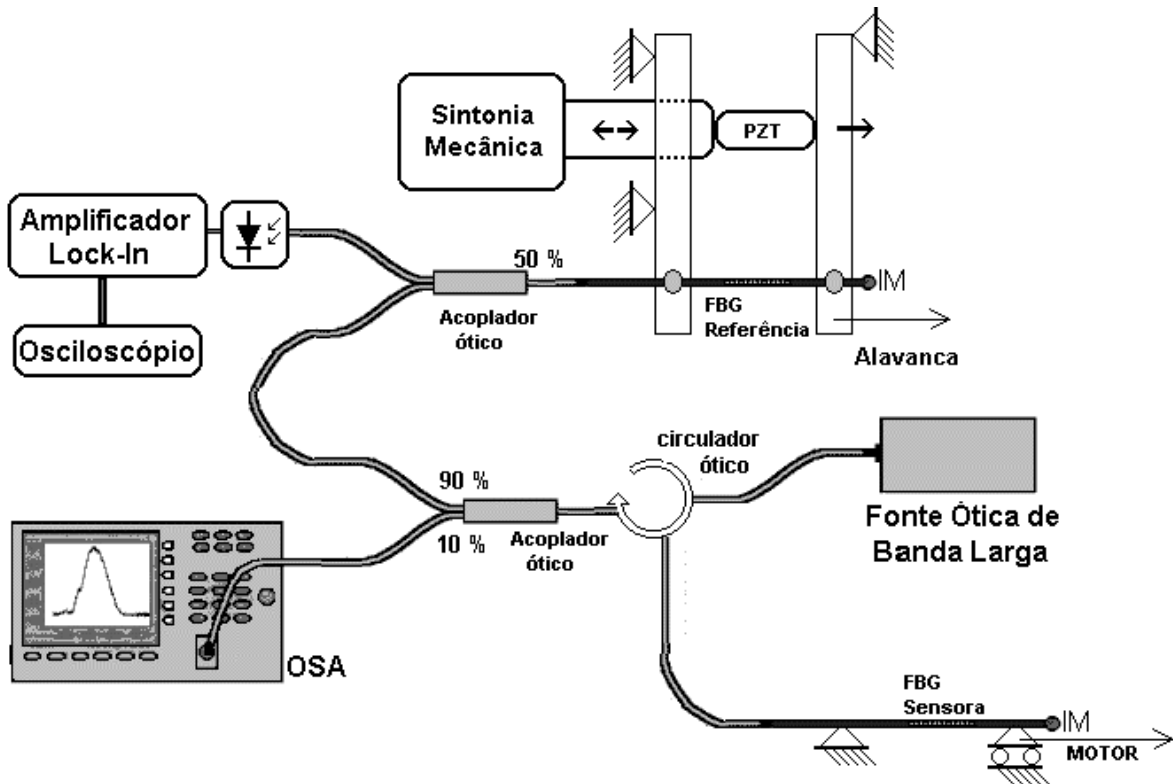 Sintonia
Mecânica
PZT
Amplificador
Lock-In
50 %
IM
Acoplador
ótico
FBG
Referência
Osciloscópio
Alavanca
circulador
ótico
90 %
10 %
Acoplador
ótico
Fonte Ótica de
Banda Larga
OSA
FBG
Sensora
IM
MOTOR